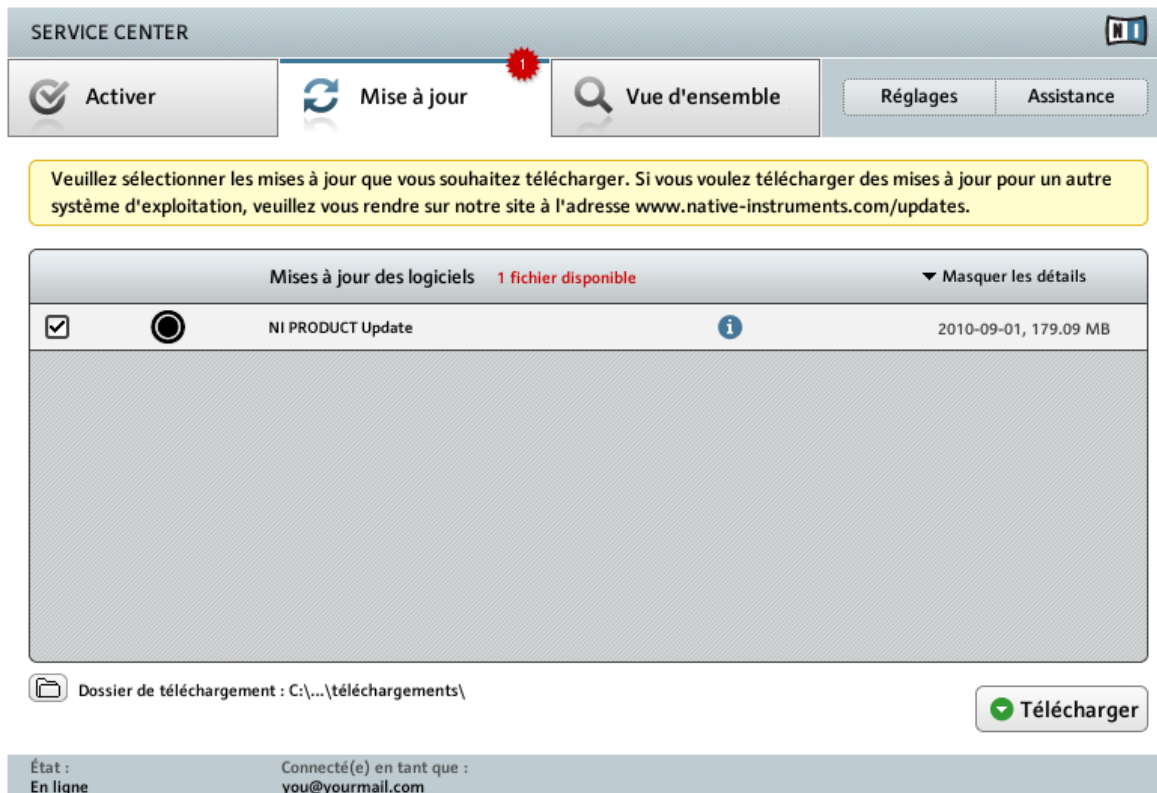 SERVICE CENTER
NI
Activer
Mise à jour
1
Vue d'ensemble
Réglages
Assistance
Veuillez sélectionner les mises à jour que vous souhaitez télécharger. Si vous voulez télécharger des mises à jour pour un autre
système d'exploitation, veuillez vous rendre sur notre site à l'adresse www.native-instruments.com/updates.
Mises à jour des logiciels 1 fichier disponible
Masquer les détails
NI PRODUCT Update
i
2010-09-01, 179.09 MB
Dossier de téléchargement : C:\...\téléchargements\
Télécharger
État :
En ligne
Connecté(e) en tant que :
you@yourmail.com